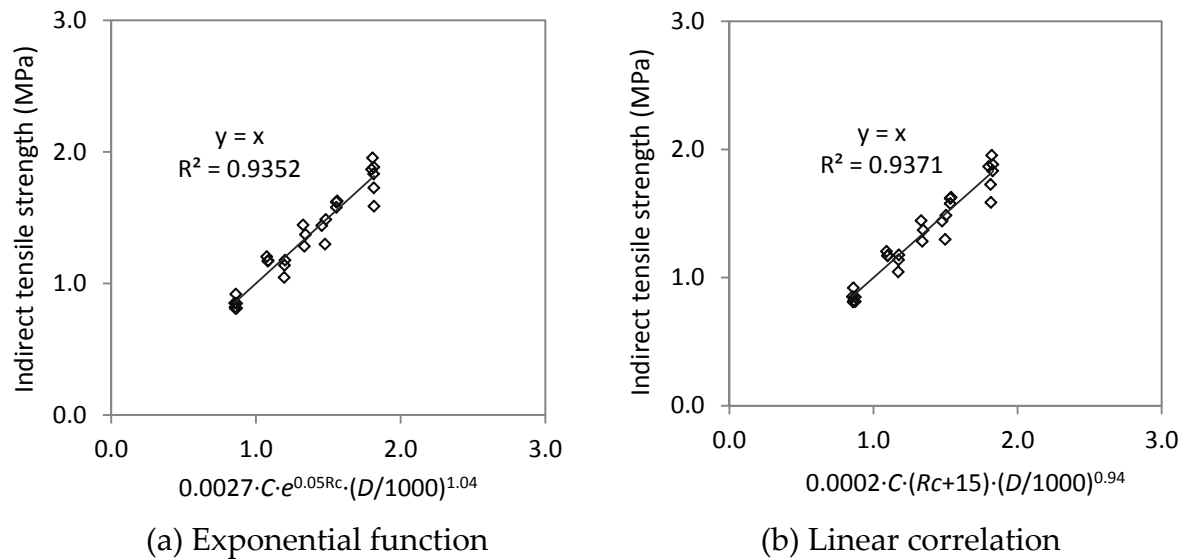 Indirect tensile strength (MPa)
3.0
2.0
1.0
0.0
y = x
R² = 0.9352
0.0 1.0 2.0 3.0
0.0027·C·e^0.05Rc·(D/1000)^1.04
(a) Exponential function
Indirect tensile strength (MPa)
3.0
2.0
1.0
0.0
y = x
R² = 0.9371
0.0 1.0 2.0 3.0
0.0002·C·(Rc+15)·(D/1000)^0.94
(b) Linear correlation